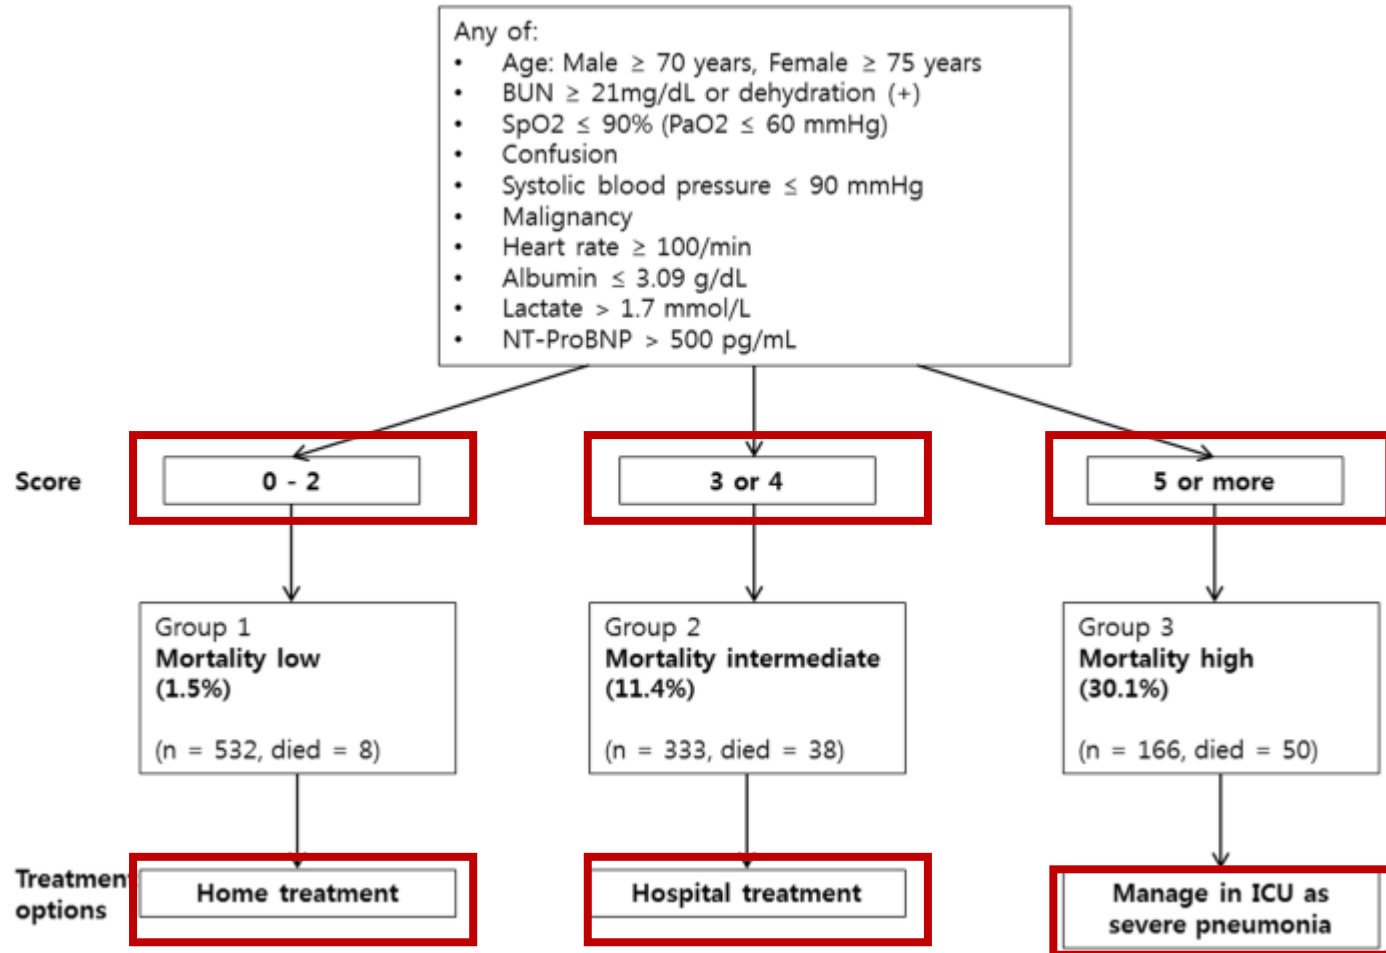 Any of:
• Age: Male ≥ 70 years, Female ≥ 75 years
• BUN ≥ 21mg/dL or dehydration (+)
• SpO2 ≤ 90% (PaO2 ≤ 60 mmHg)
• Confusion
• Systolic blood pressure ≤ 90 mmHg
• Malignancy
• Heart rate ≥ 100/min
• Albumin ≤ 3.09 g/dL
• Lactate > 1.7 mmol/L
• NT-ProBNP > 500 pg/mL
Score
0 - 2
3 or 4
5 or more
Group 1
Mortality low
(1.5%)
(n = 532, died = 8)
Group 2
Mortality intermediate
(11.4%)
(n = 333, died = 38)
Group 3
Mortality high
(30.1%)
(n = 166, died = 50)
Treatment
options
Home treatment
Hospital treatment
Manage in ICU as
severe pneumonia